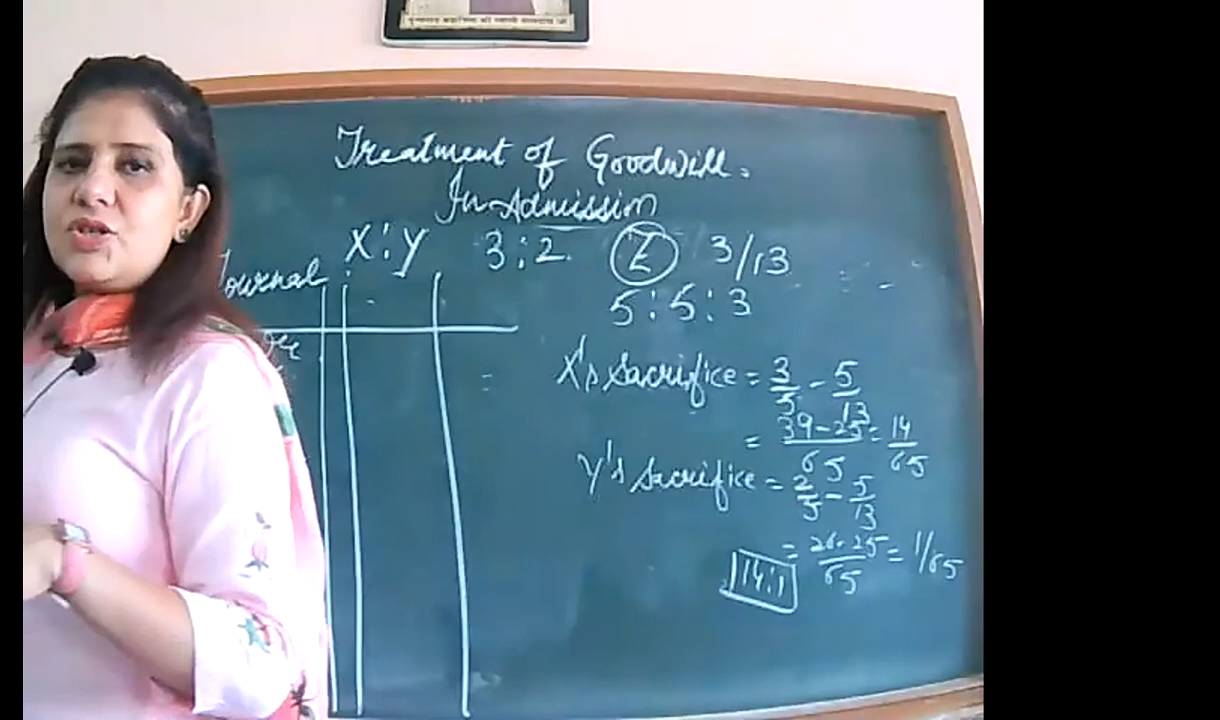 Treatment of Goodwill.
In Admission
X : Y 3 : 2. Z 3/13
5 : 5 : 3
Journal
X's Sacrifice = 3/5 - 5/13
= 39-25/65 = 14/65
Y's Sacrifice = 2/5 - 5/13
= 26-25/65 = 1/65
14:1